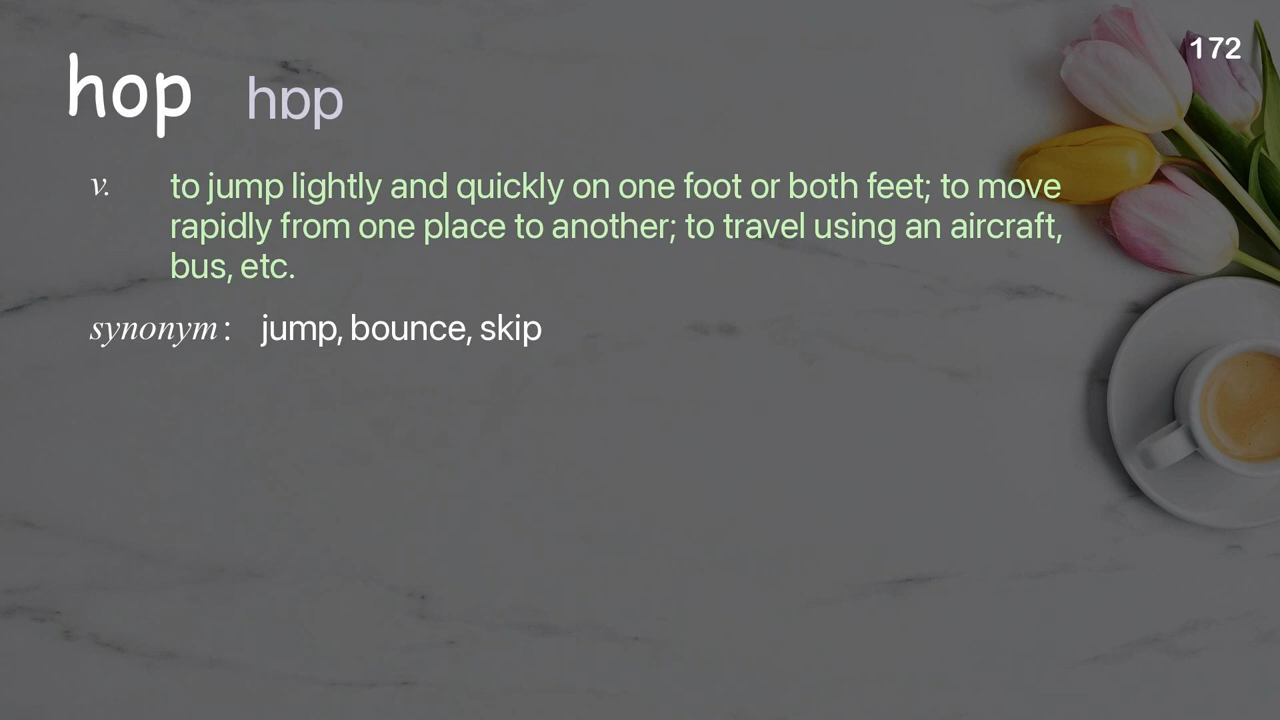 172
hop hɒp
v. to jump lightly and quickly on one foot or both feet; to move
rapidly from one place to another; to travel using an aircraft,
bus, etc.
synonym: jump, bounce, skip